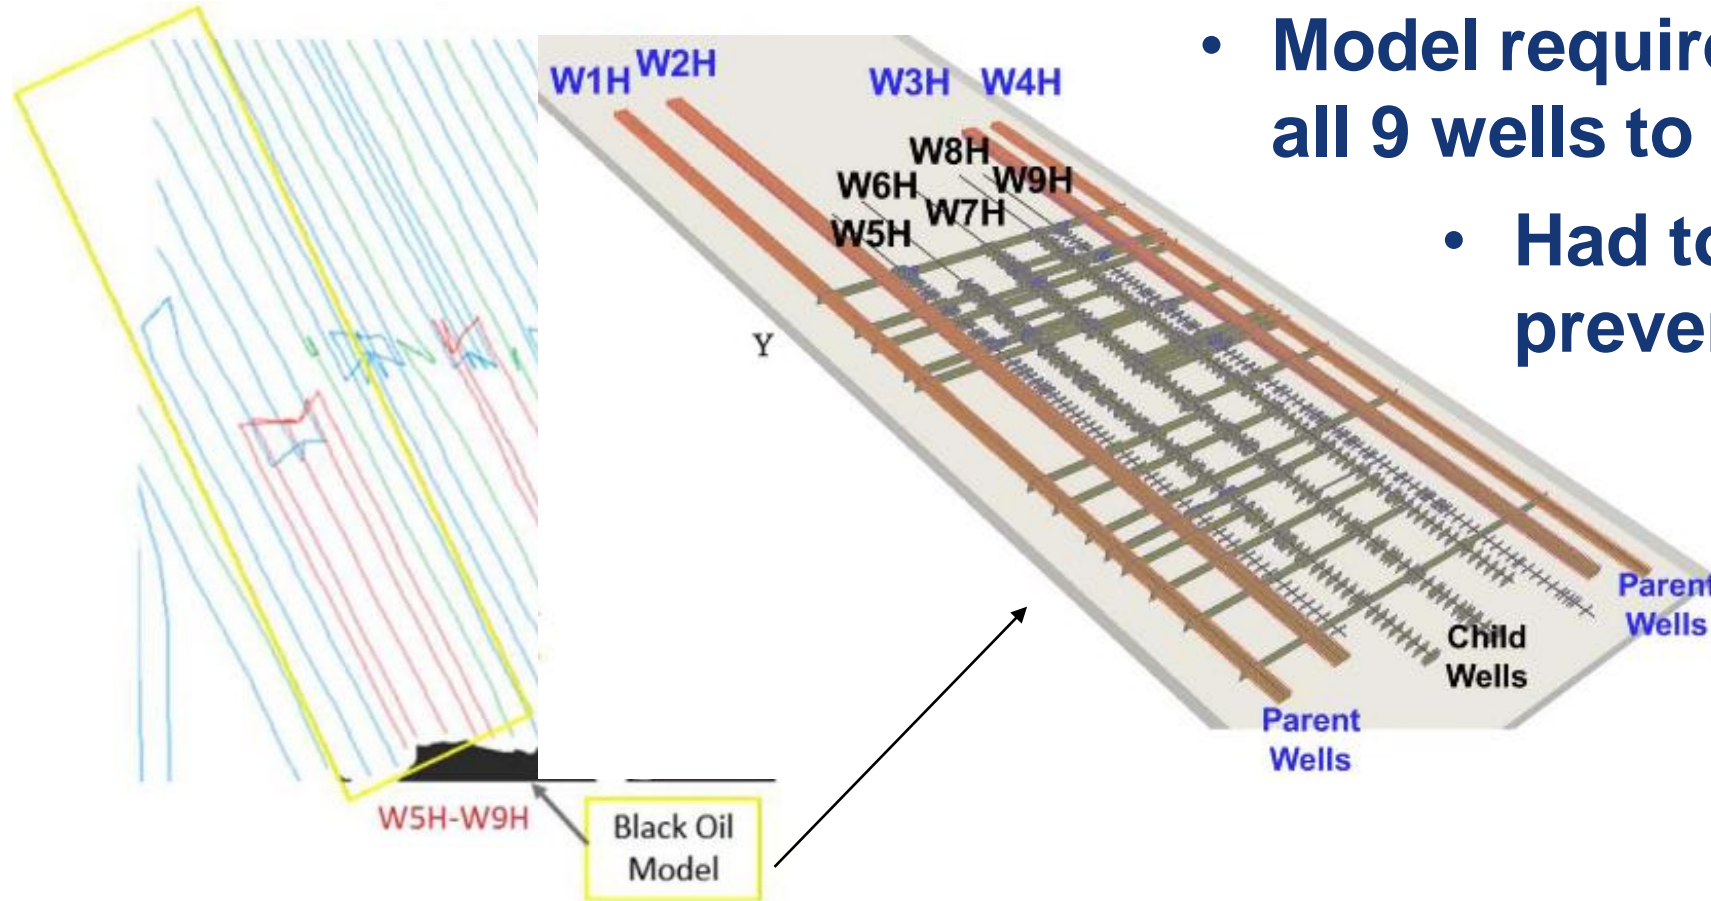 • Model require
all 9 wells to
• Had to
preven
W1H W2H W3H W4H
W8H
W6H W9H
W7H
W5H
Y
Parent
Wells
Child
Wells
Parent
Wells
W5H-W9H
Black Oil
Model